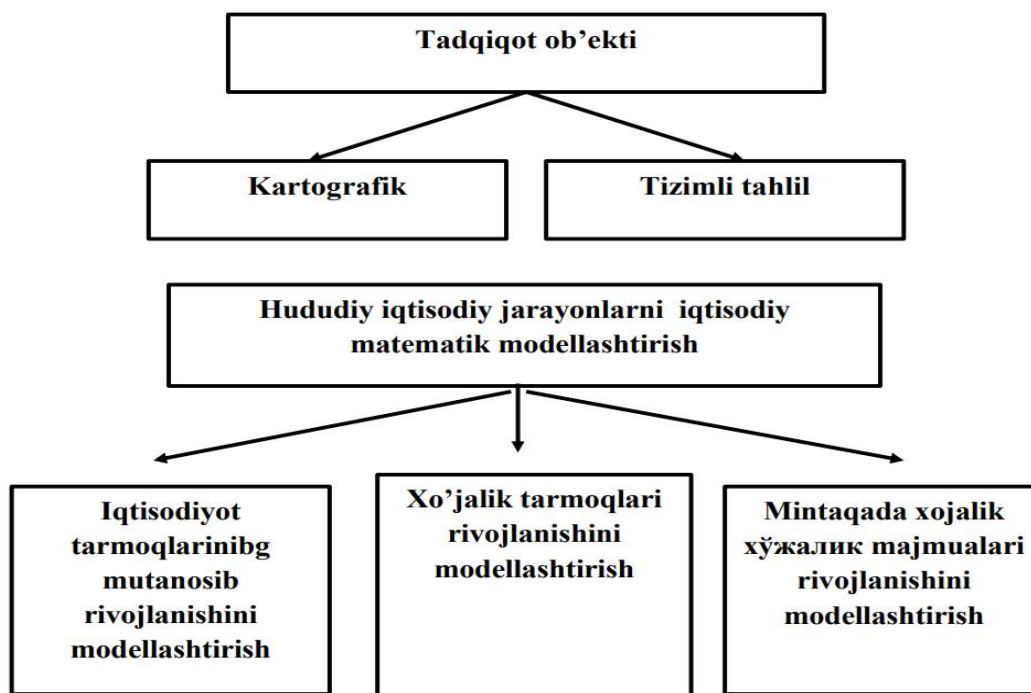 Tadqiqot ob’ekti
Kartografik
Tizimli tahlil
Hududiy iqtisodiy jarayonlarni iqtisodiy
matematik modellashtirish
Iqtisodiyot
tarmoqlarinibg
mutanosib
rivojlanishini
modellashtirish
Xo’jalik tarmoqlari
rivojlanishini
modellashtirish
Mintaqada xojalik
хўжалик majmualari
rivojlanishini
modellashtirish